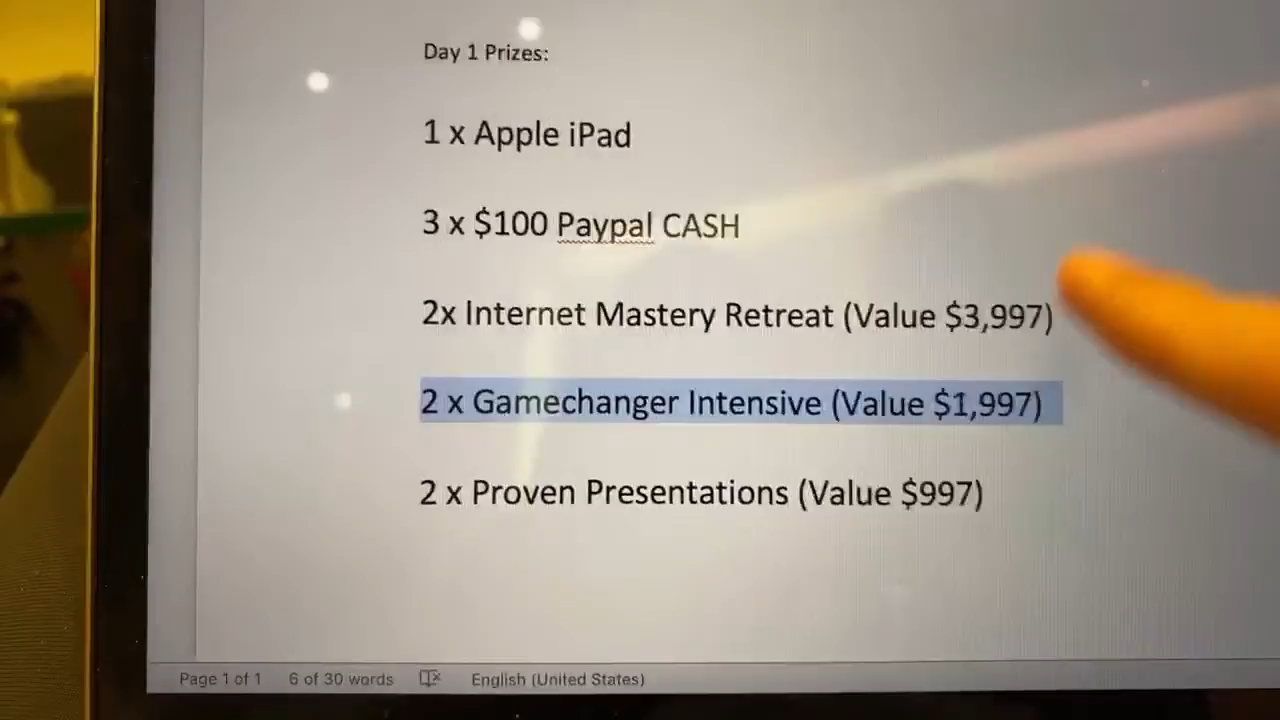 Day 1 Prizes:
1 x Apple iPad
3 x $100 Paypal CASH
2x Internet Mastery Retreat (Value $3,997)
2 x Gamechanger Intensive (Value $1,997)
2 x Proven Presentations (Value $997)
Page 1 of 1 6 of 30 words English (United States)